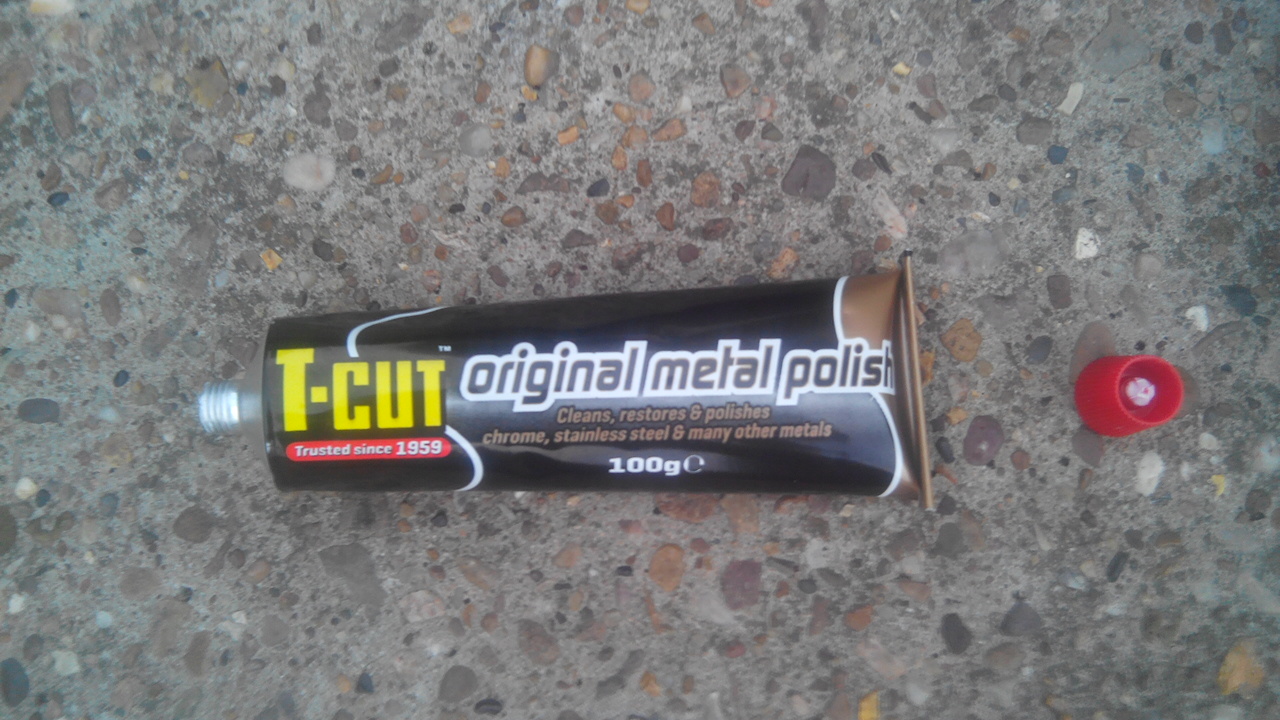 T-CUT™
Trusted since 1959
original metal polish
Cleans, restores & polishes
chrome, stainless steel & many other metals
100g℮